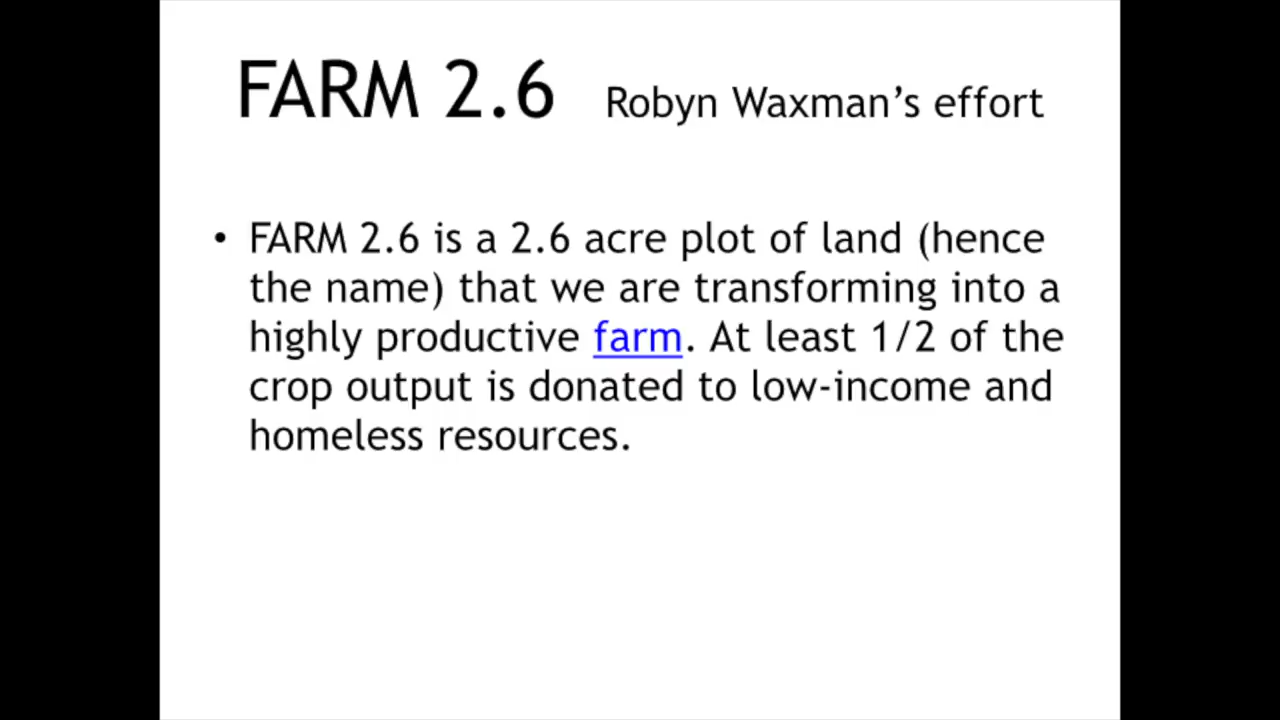 FARM 2.6 Robyn Waxman’s effort
• FARM 2.6 is a 2.6 acre plot of land (hence
the name) that we are transforming into a
highly productive farm. At least 1/2 of the
crop output is donated to low-income and
homeless resources.